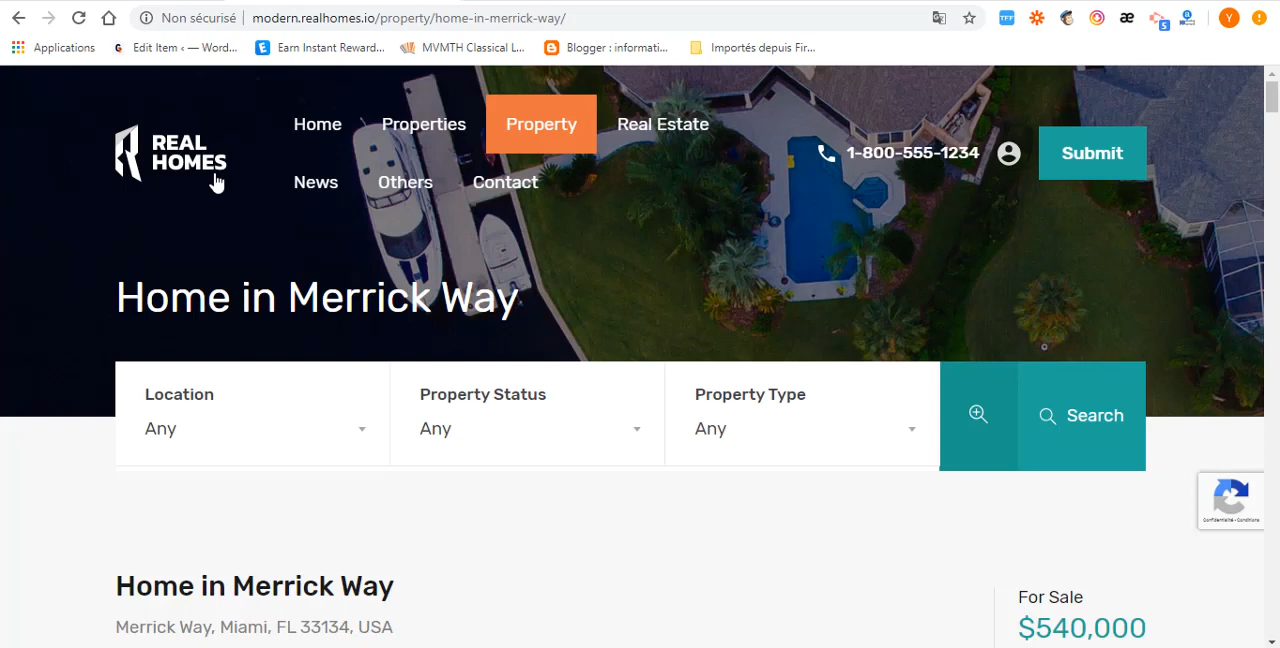 Non sécurisé modern.realhomes.io/property/home-in-merrick-way/
Applications Edit Item ‹ — Word... Earn Instant Reward... MVMTH Classical L... Blogger : informati... Importés depuis Fir...
REAL HOMES
Home Properties Property Real Estate
News Others Contact
1-800-555-1234
Submit
Home in Merrick Way
Location Property Status Property Type
Any Any Any
Search
Confidentialité - Conditions
Home in Merrick Way
Merrick Way, Miami, FL 33134, USA
For Sale
$540,000